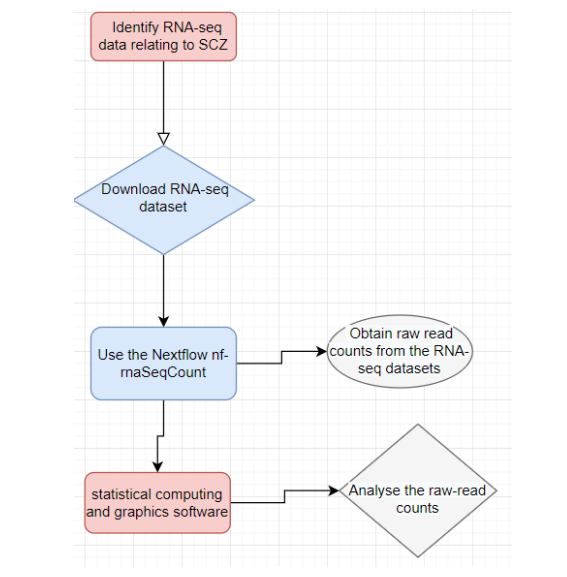 Identify RNA-seq
data relating to SCZ
Download RNA-seq
dataset
Use the Nextflow nf-
rnaSeqCount
Obtain raw read
counts from the RNA-
seq datasets
statistical computing
and graphics software
Analyse the raw-read
counts